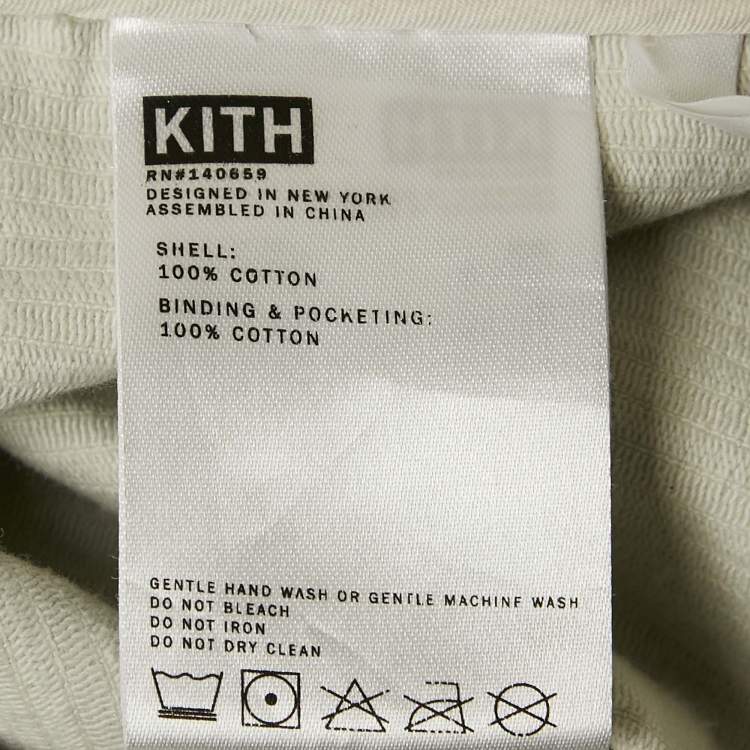 KITH
RN#140659
DESIGNED IN NEW YORK
ASSEMBLED IN CHINA
SHELL:
100% COTTON
BINDING & POCKETING:
100% COTTON
GENTLE HAND WASH OR GENTLE MACHINE WASH
DO NOT BLEACH
DO NOT IRON
DO NOT DRY CLEAN